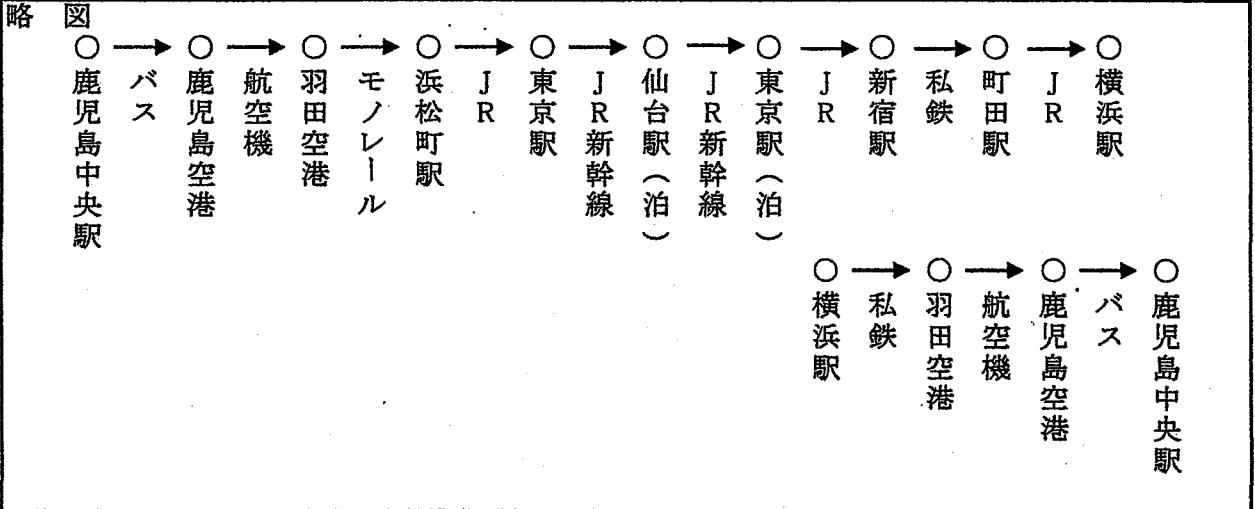 略 図
○ → ○ → ○ → ○ → ○ → ○ → ○ → ○ → ○ → ○
鹿児島中央駅
バス
鹿児島空港
航空機
羽田空港
モノレール
浜松町駅
JR
東京駅
JR新幹線
仙台駅(泊)
JR新幹線
東京駅(泊)
JR
新宿駅
私鉄
町田駅
JR
横浜駅
○ → ○ → ○ → ○
横浜駅
私鉄
羽田空港
航空機
鹿児島空港
バス
鹿児島中央駅